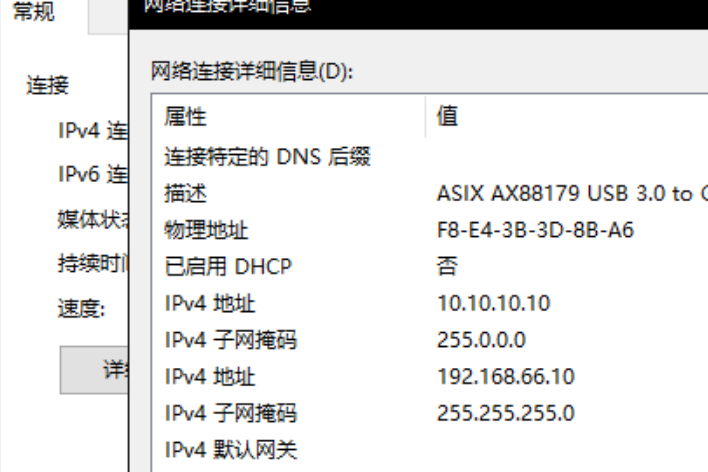 常规
网络连接详细信息
网络连接详细信息(D):
连接
属性 值
IPv4 连
连接特定的 DNS 后缀
IPv6 连
描述 ASIX AX88179 USB 3.0 to
媒体状态
物理地址 F8-E4-3B-3D-8B-A6
持续时间
已启用 DHCP 否
速度:
IPv4 地址 10.10.10.10
IPv4 子网掩码 255.0.0.0
详细
IPv4 地址 192.168.66.10
IPv4 子网掩码 255.255.255.0
IPv4 默认网关